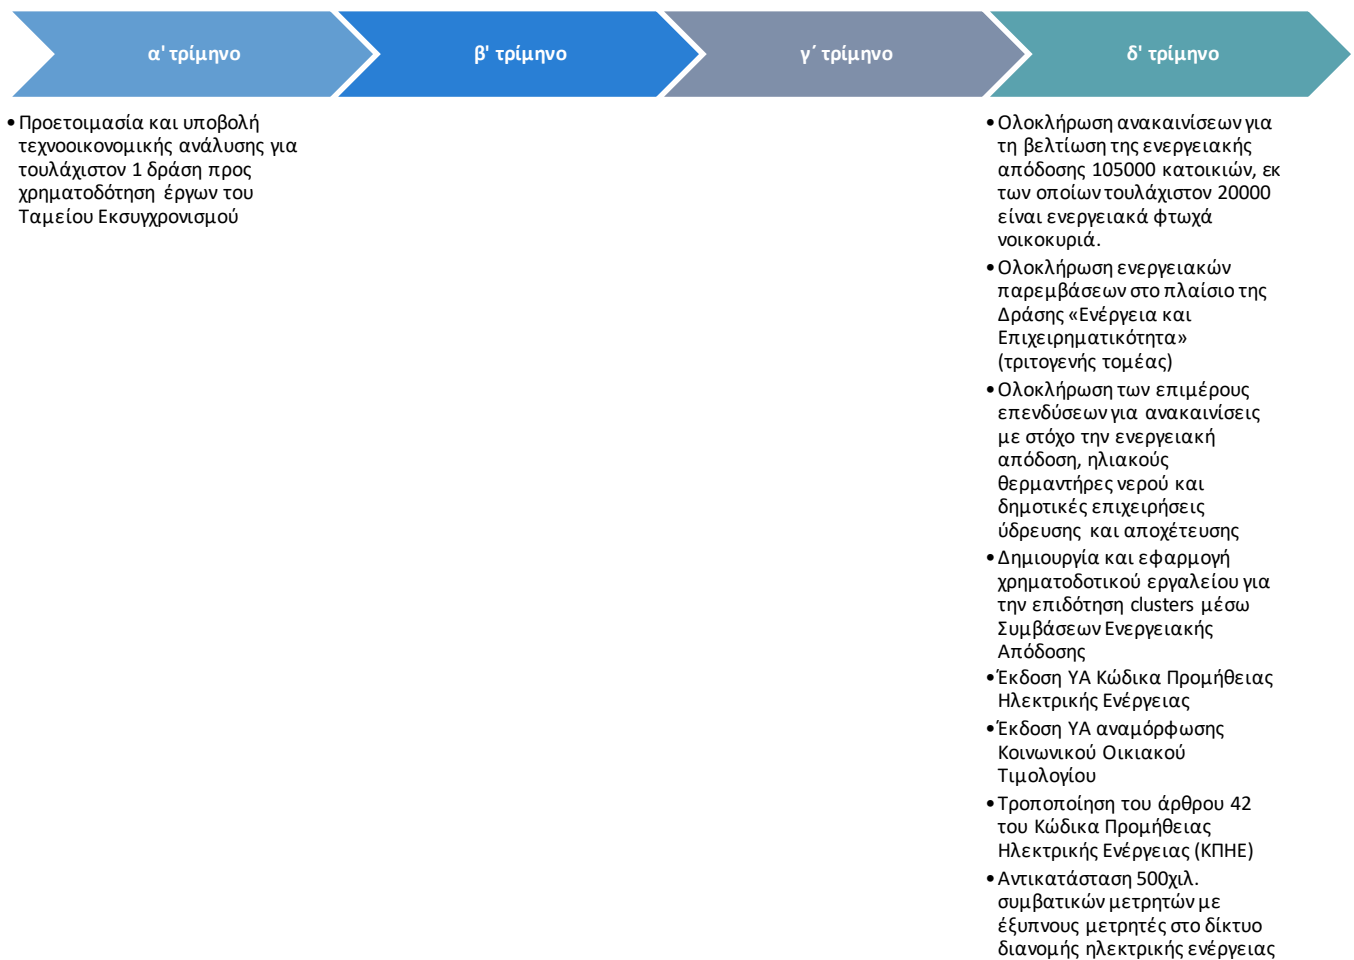 α' τρίμηνο
β' τρίμηνο
γ΄ τρίμηνο
δ' τρίμηνο
•Προετοιμασία και υποβολή
τεχνοοικονομικής ανάλυσης για
τουλάχιστον 1 δράση προς
χρηματοδότηση έργων του
Ταμείου Εκσυγχρονισμού
•Ολοκλήρωση ανακαινίσεων για
τη βελτίωση της ενεργειακής
απόδοσης 105000 κατοικιών, εκ
των οποίων τουλάχιστον 20000
είναι ενεργειακά φτωχά
νοικοκυριά.
•Ολοκλήρωση ενεργειακών
παρεμβάσεων στο πλαίσιο της
Δράσης «Ενέργεια και
Επιχειρηματικότητα»
(τριτογενής τομέας)
•Ολοκλήρωση των επιμέρους
επενδύσεων για ανακαινίσεις
με στόχο την ενεργειακή
απόδοση, ηλιακούς
θερμαντήρες νερού και
δημοτικές επιχειρήσεις
ύδρευσης και αποχέτευσης
•Δημιουργία και εφαρμογή
χρηματοδοτικού εργαλείου για
την επιδότηση clusters μέσω
Συμβάσεων Ενεργειακής
Απόδοσης
•Έκδοση ΥΑ Κώδικα Προμήθειας
Ηλεκτρικής Ενέργειας
•Έκδοση ΥΑ αναμόρφωσης
Κοινωνικού Οικιακού
Τιμολογίου
•Τροποποίηση του άρθρου 42
του Κώδικα Προμήθειας
Ηλεκτρικής Ενέργειας (ΚΠΗΕ)
•Αντικατάσταση 500χιλ.
συμβατικών μετρητών με
έξυπνους μετρητές στο δίκτυο
διανομής ηλεκτρικής ενέργειας